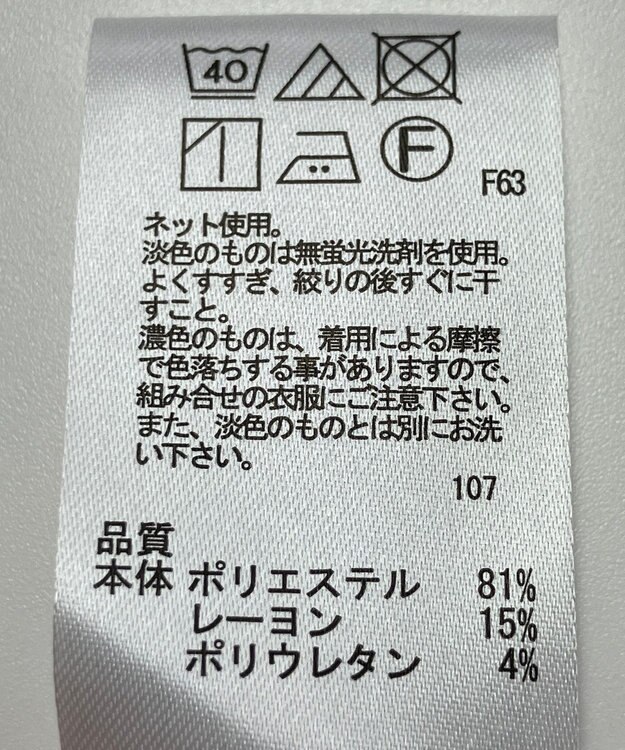 40
F
F63
ネット使用。
淡色のものは無蛍光洗剤を使用。
よくすすぎ、絞りの後すぐに干
すこと。
濃色のものは、着用による摩擦
で色落ちする事がありますので、
組み合せの衣服にご注意下さい。
また、淡色のものとは別にお洗
い下さい。
107
品質
本体 ポリエステル 81%
レーヨン 15%
ポリウレタン 4%